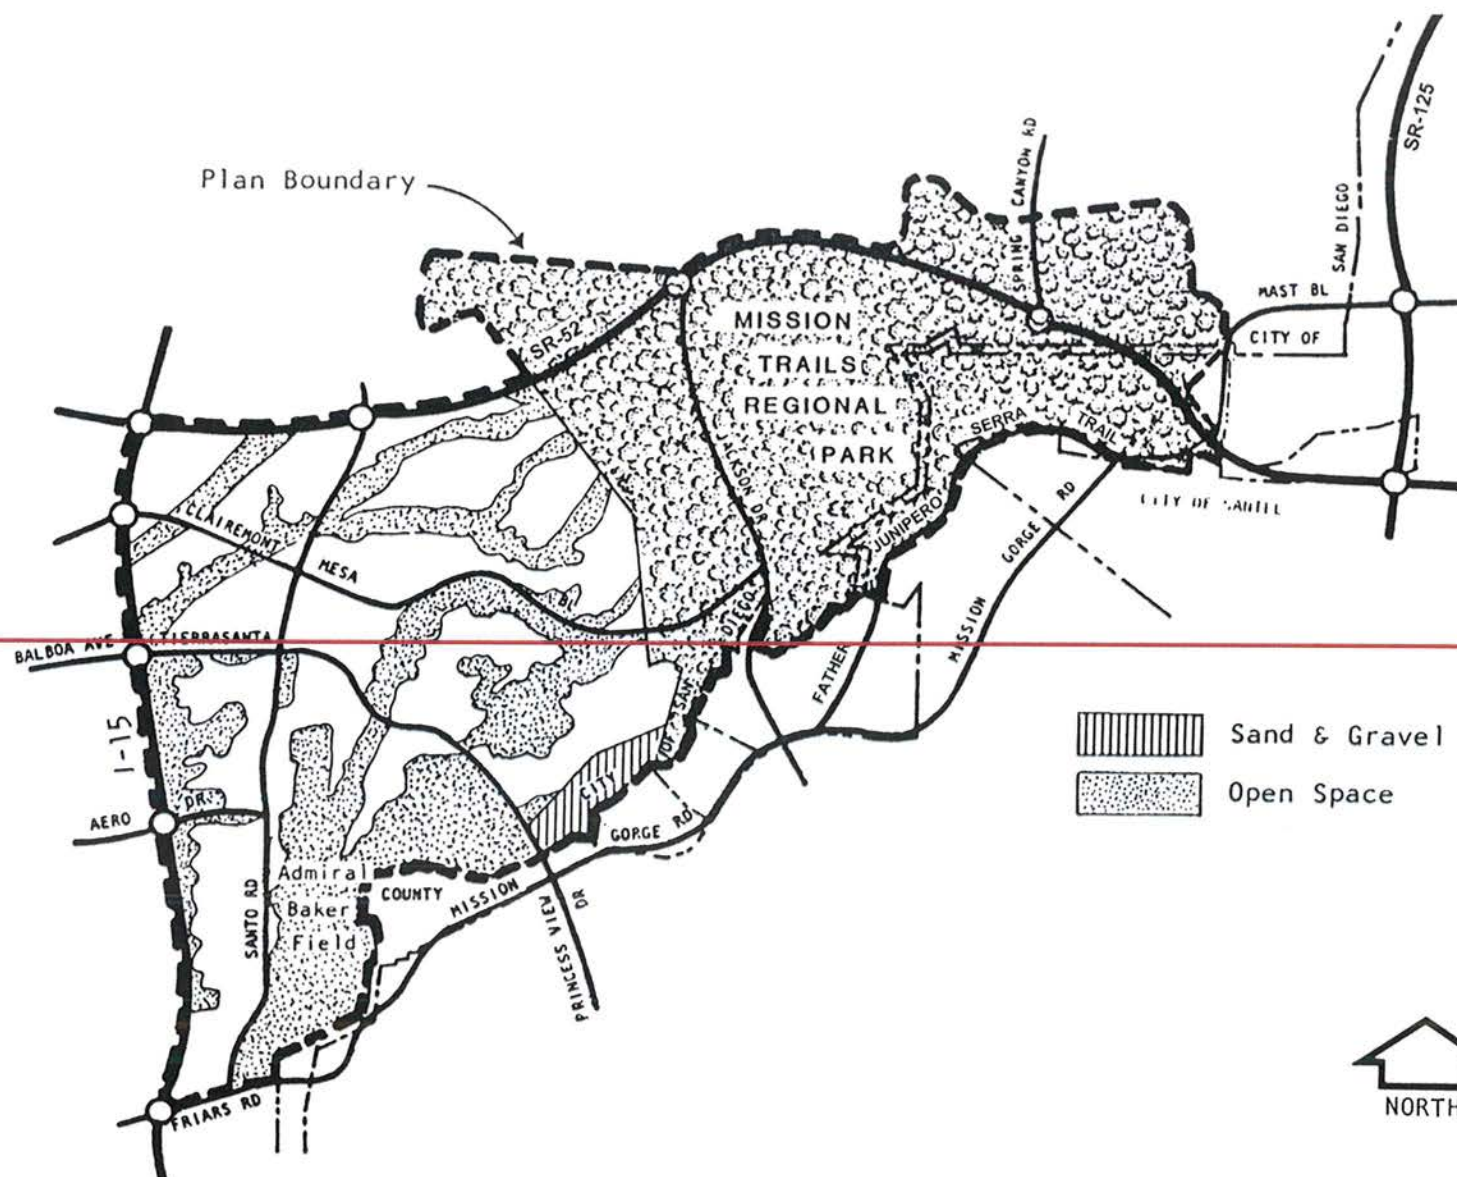 SR-125
SPRING CANYON RD
Plan Boundary
SAN DIEGO
MAST BL
CITY OF
SR-52
MISSION
TRAILS
REGIONAL
PARK
JACKSON DR
SERRA
TRAIL
JUNIPERO
CITY OF
CLAIREMONT
MESA
BL
GORGE RD
MISSION
DIEGO
SAN
OF
CITY
FATHER
BALBOA AVE
TIERRASANTA
I-15
Sand & Gravel
Open Space
AERO
DR
SANTO RD
Admiral
Baker
Field
COUNTY
MISSION
GORGE RD
PRINCESS VIEW
DR
FRIARS RD
NORTH